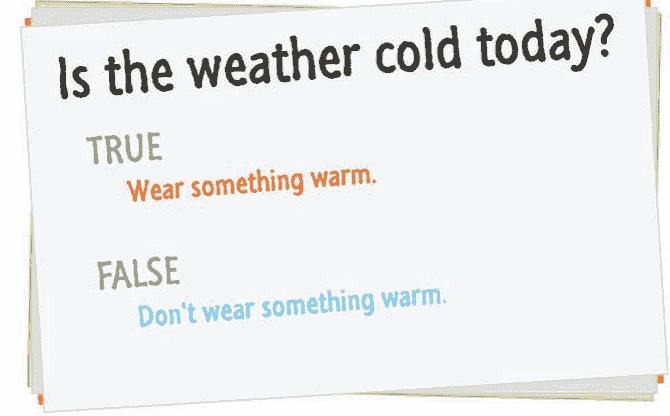 Is the weather cold today?
TRUE
Wear something warm.
FALSE
Don't wear something warm.